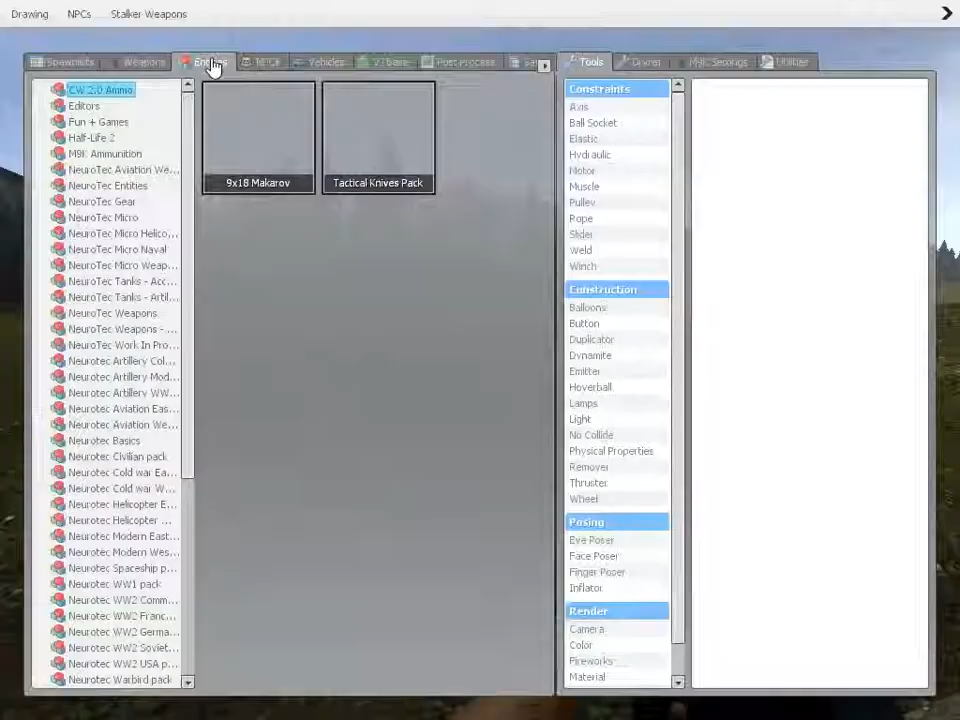 Drawing NPCs Stalker Weapons
Spawnlists Weapons Entities NPCs Vehicles Post Process
Tools Drones M9K Settings Utilities
CW 2.0 Ammo
Editors
Fun + Games
Half-Life 2
M9K Ammunition
NeuroTec Aviation We...
NeuroTec Entities
NeuroTec Gear
NeuroTec Micro
NeuroTec Micro Helico...
NeuroTec Micro Naval
NeuroTec Micro Weap...
NeuroTec Tanks - Acc...
NeuroTec Tanks - Artil...
NeuroTec Weapons
NeuroTec Weapons - ...
NeuroTec Work In Pro...
Neurotec Artillery Col...
Neurotec Artillery Mod...
Neurotec Artillery WW...
Neurotec Aviation Eas...
Neurotec Aviation We...
Neurotec Basics
Neurotec Civilian pack
Neurotec Cold war Ea...
Neurotec Cold war W...
Neurotec Helicopter E...
Neurotec Helicopter ...
Neurotec Modern East...
Neurotec Modern Wes...
Neurotec Spaceship p...
Neurotec WW1 pack
Neurotec WW2 Comm...
Neurotec WW2 Franc...
Neurotec WW2 Germa...
Neurotec WW2 Soviet...
Neurotec WW2 USA p...
Neurotec Warbird pack
9x18 Makarov
Tactical Knives Pack
Constraints
Axis
Ball Socket
Elastic
Hydraulic
Motor
Muscle
Pulley
Rope
Slider
Weld
Winch
Construction
Balloons
Button
Duplicator
Dynamite
Emitter
Hoverball
Lamps
Light
No Collide
Physical Properties
Remover
Thruster
Wheel
Posing
Eye Poser
Face Poser
Finger Poser
Inflator
Render
Camera
Color
Fireworks
Material